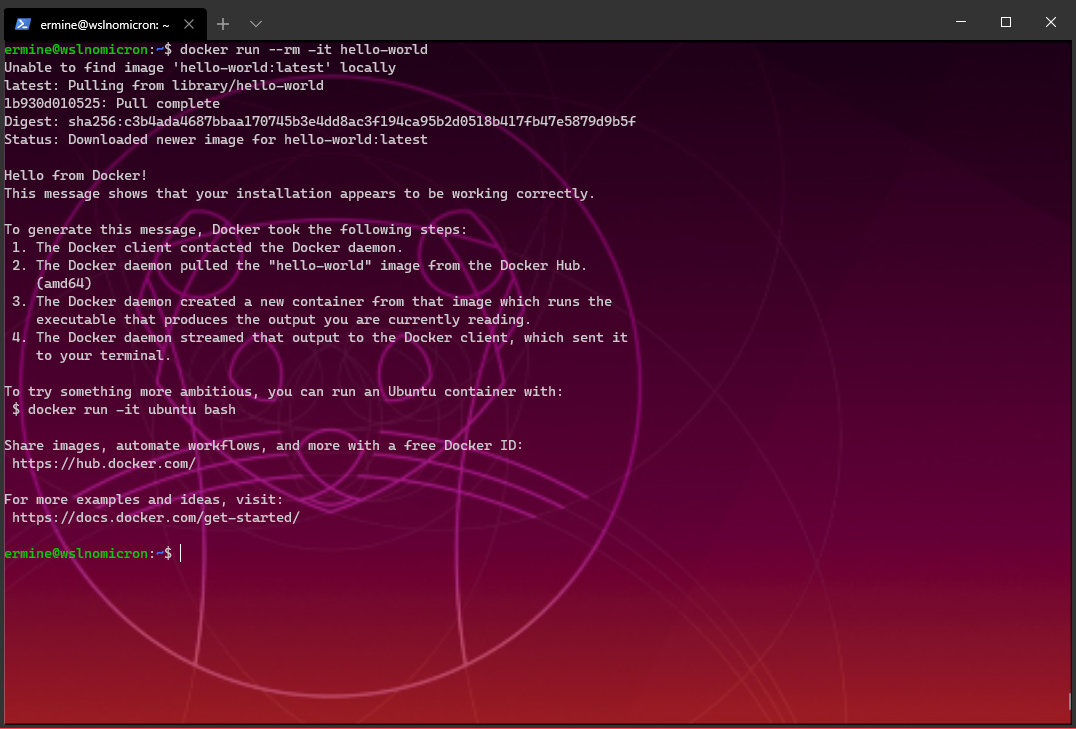 ermine@wslnomicron: ~
ermine@wslnomicron:~$ docker run --rm -it hello-world
Unable to find image 'hello-world:latest' locally
latest: Pulling from library/hello-world
1b930d010525: Pull complete
Digest: sha256:c3b4ada4687bbaa170745b3e4dd8ac3f194ca95b2d0518b417fb47e5879d9b5f
Status: Downloaded newer image for hello-world:latest
Hello from Docker!
This message shows that your installation appears to be working correctly.
To generate this message, Docker took the following steps:
1. The Docker client contacted the Docker daemon.
2. The Docker daemon pulled the "hello-world" image from the Docker Hub.
(amd64)
3. The Docker daemon created a new container from that image which runs the
executable that produces the output you are currently reading.
4. The Docker daemon streamed that output to the Docker client, which sent it
to your terminal.
To try something more ambitious, you can run an Ubuntu container with:
$ docker run -it ubuntu bash
Share images, automate workflows, and more with a free Docker ID:
https://hub.docker.com/
For more examples and ideas, visit:
https://docs.docker.com/get-started/
ermine@wslnomicron:~$